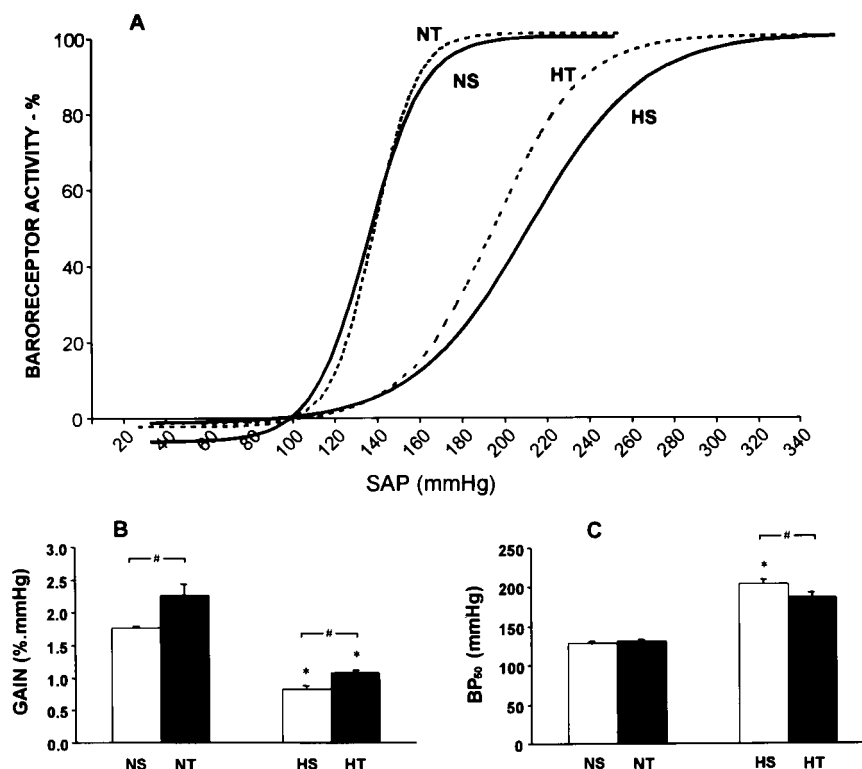 A
BARORECEPTOR ACTIVITY - %
100
80
60
40
20
0
NT
NS
HT
HS
20 40 60 80 100 120 140 160 180 200 220 240 260 280 300 320 340
SAP (mmHg)
B
GAIN (%.mmHg)
3.0
2.5
2.0
1.5
1.0
0.5
0.0
#
#
* *
NS NT HS HT
C
BP₅₀ (mmHg)
250
200
150
100
50
0
#
*
NS NT HS HT